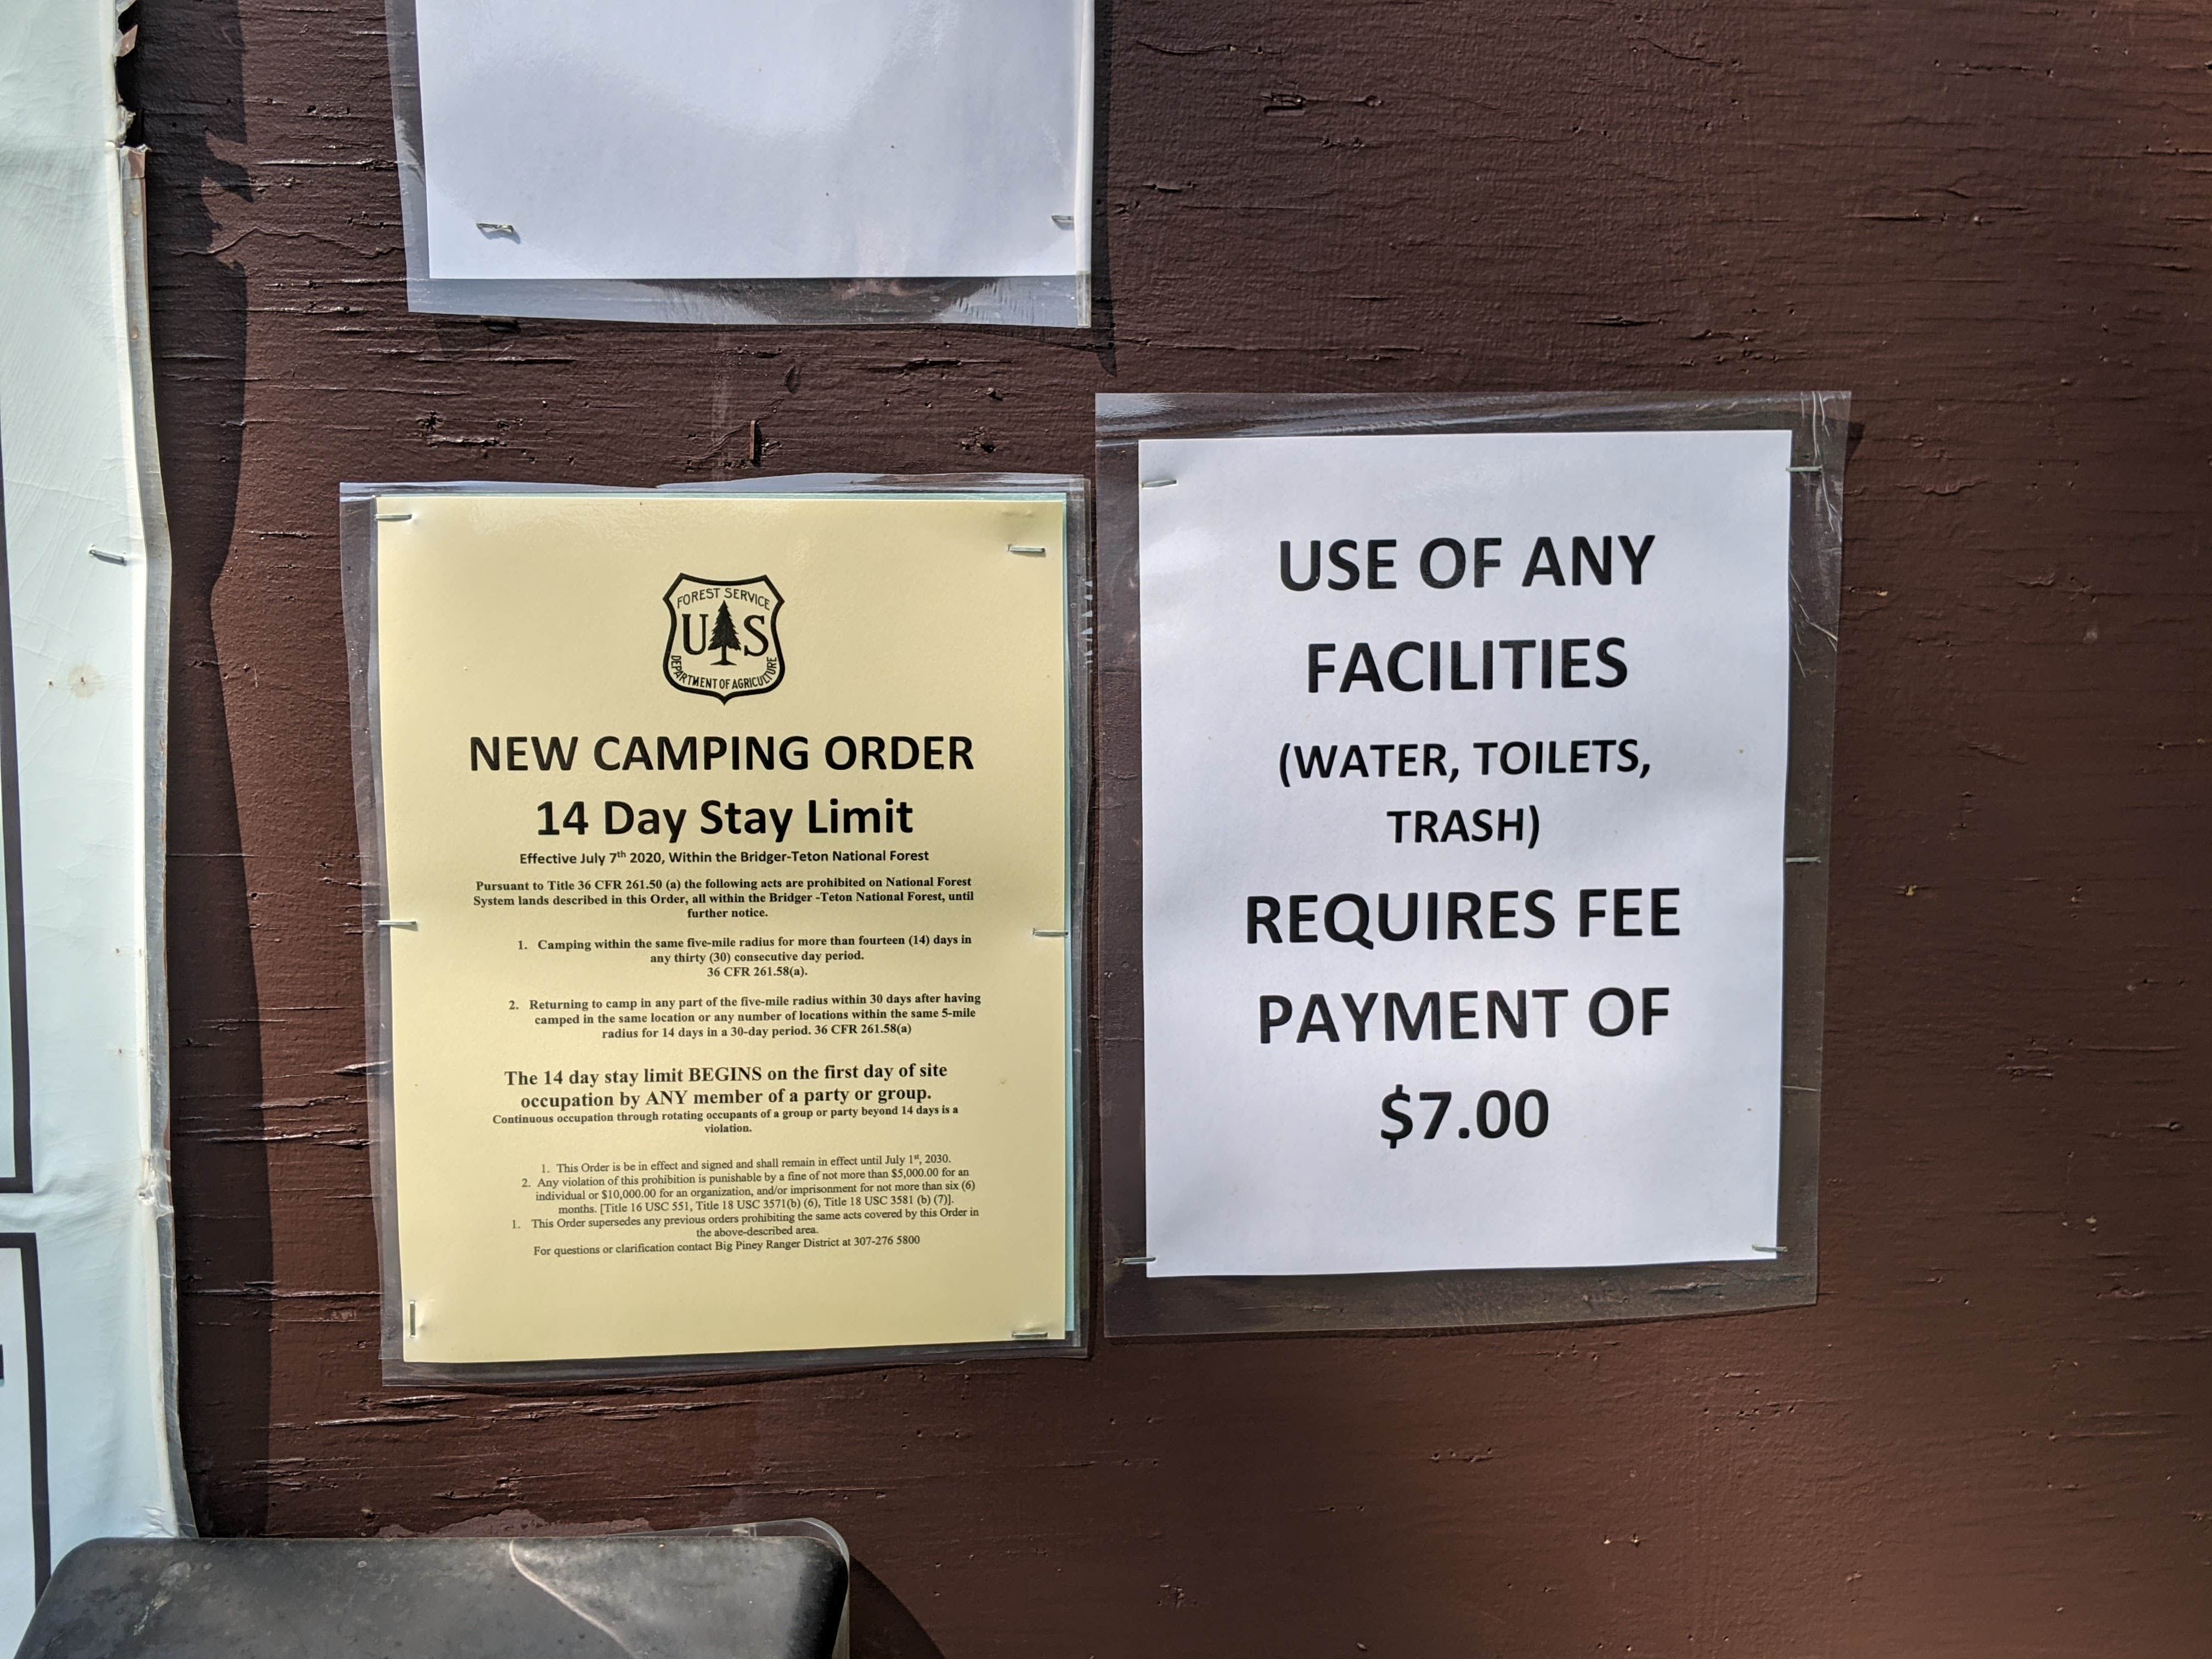 FOREST SERVICE
U S
DEPARTMENT OF AGRICULTURE
NEW CAMPING ORDER
14 Day Stay Limit
Effective July 7th 2020, Within the Bridger-Teton National Forest
Pursuant to Title 36 CFR 261.50 (a) the following acts are prohibited on National Forest
System lands described in this Order, all within the Bridger -Teton National Forest, until
further notice.
1. Camping within the same five-mile radius for more than fourteen (14) days in
any thirty (30) consecutive day period.
36 CFR 261.58(a).
2. Returning to camp in any part of the five-mile radius within 30 days after having
camped in the same location or any number of locations within the same 5-mile
radius for 14 days in a 30-day period. 36 CFR 261.58(a)
The 14 day stay limit BEGINS on the first day of site
occupation by ANY member of a party or group.
Continuous occupation through rotating occupants of a group or party beyond 14 days is a
violation.
1. This Order is be in effect and signed and shall remain in effect until July 1st, 2030.
2. Any violation of this prohibition is punishable by a fine of not more than $5,000.00 for an
individual or $10,000.00 for an organization, and/or imprisonment for not more than six (6)
months. [Title 16 USC 551, Title 18 USC 3571(b) (6), Title 18 USC 3581 (b) (7)].
1. This Order supersedes any previous orders prohibiting the same acts covered by this Order in
the above-described area.
For questions or clarification contact Big Piney Ranger District at 307-276 5800
USE OF ANY
FACILITIES
(WATER, TOILETS,
TRASH)
REQUIRES FEE
PAYMENT OF
$7.00